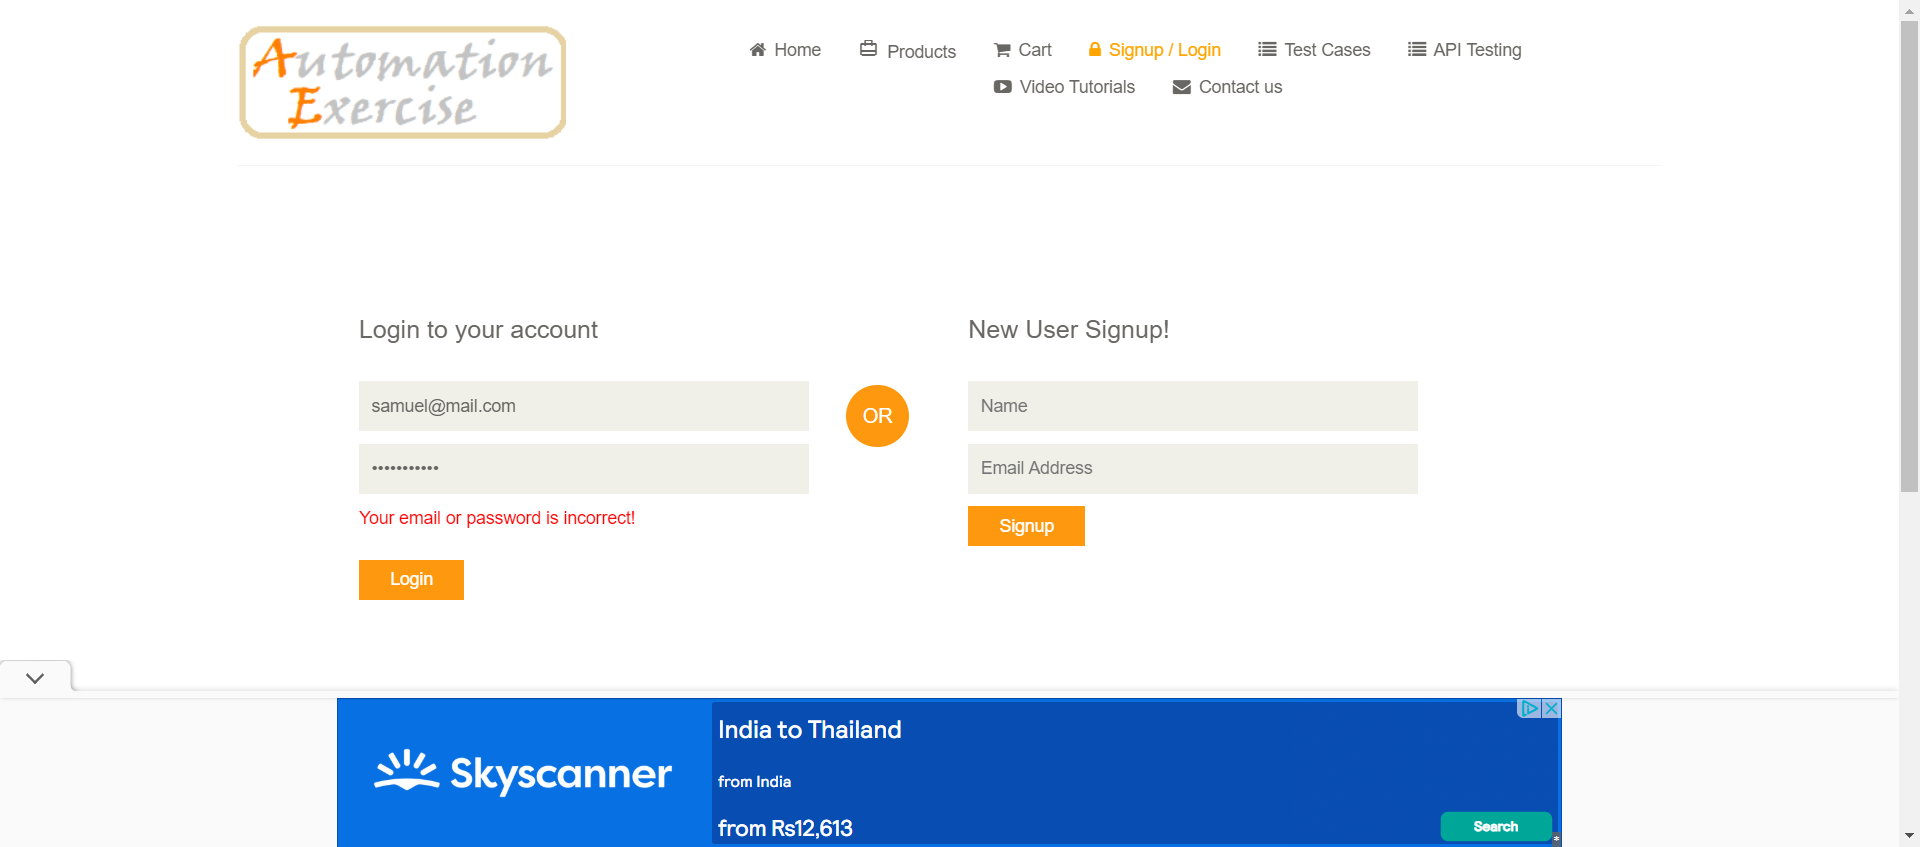 Automation
Exercise
Home Products Cart Signup / Login Test Cases API Testing
Video Tutorials Contact us
Login to your account
samuel@mail.com
•••••••••••
Your email or password is incorrect!
Login
OR
New User Signup!
Name
Email Address
Signup
Skyscanner
India to Thailand
from India
from Rs12,613
Search
*